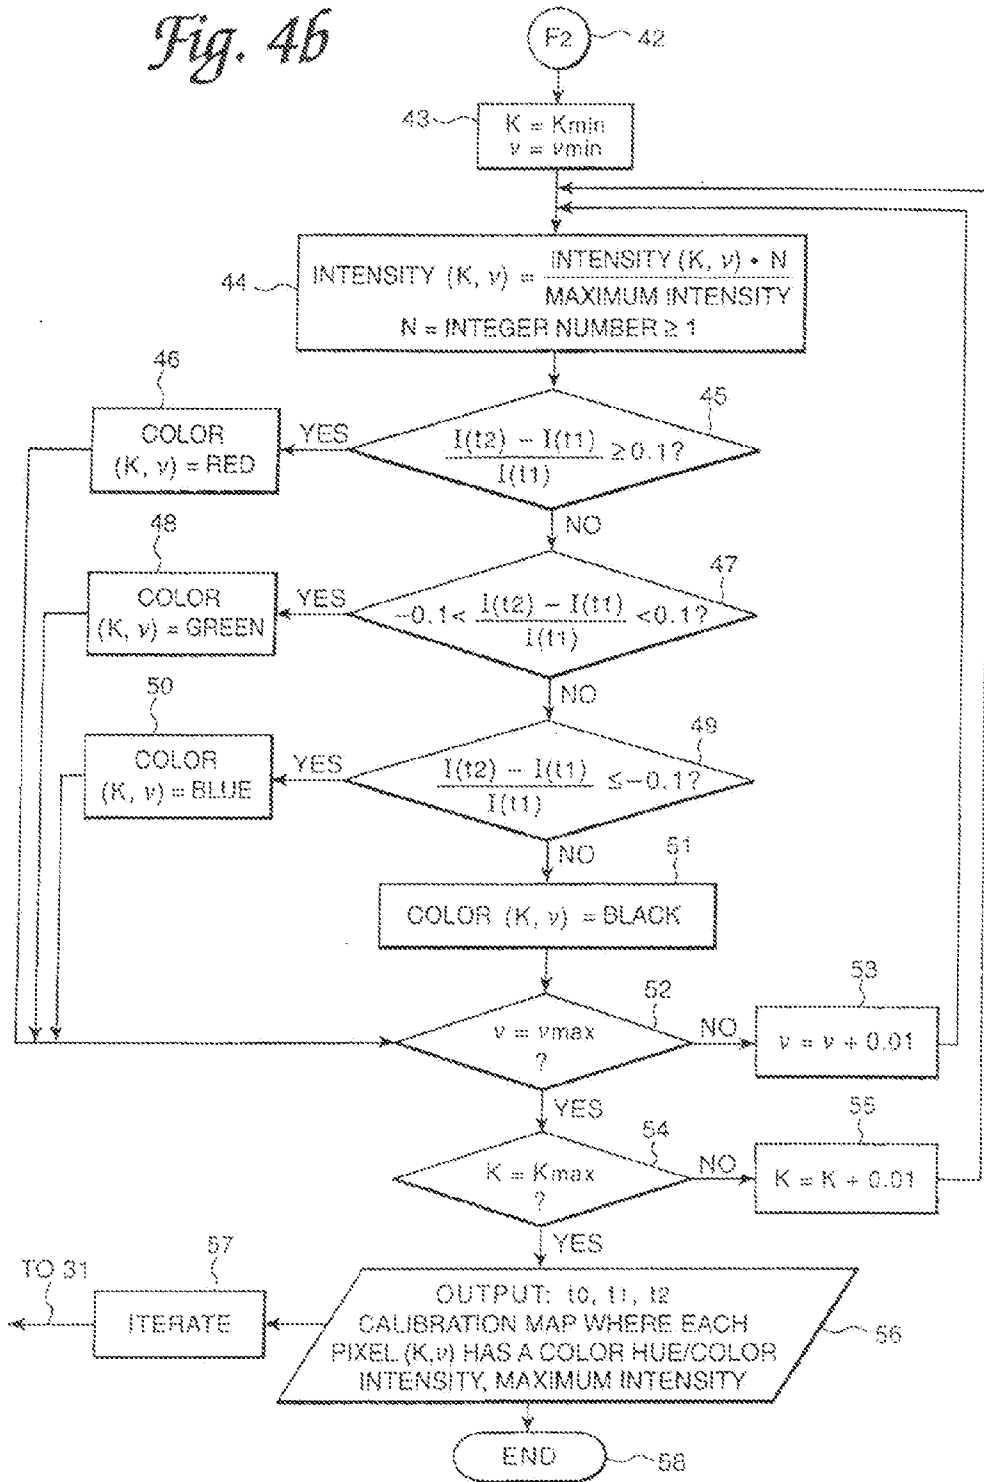 Fig. 4b
F2
42
43
K = Kmin
ν = νmin
44
INTENSITY (K, ν) = INTENSITY (K, ν) • N
MAXIMUM INTENSITY
N = INTEGER NUMBER ≥ 1
46
COLOR
(K, ν) = RED
YES
45
I(t2) – I(t1)
I(t1)
≥ 0.1?
NO
48
COLOR
(K, ν) = GREEN
YES
47
–0.1 < I(t2) – I(t1) < 0.1?
I(t1)
NO
50
COLOR
(K, ν) = BLUE
YES
49
I(t2) – I(t1)
I(t1)
≤ –0.1?
NO
51
COLOR (K, ν) = BLACK
52
ν = νmax
?
NO
53
ν = ν + 0.01
YES
54
K = Kmax
?
NO
55
K = K + 0.01
YES
TO 31
57
ITERATE
OUTPUT: t0, t1, t2
CALIBRATION MAP WHERE EACH
PIXEL (K,ν) HAS A COLOR HUE/COLOR
INTENSITY, MAXIMUM INTENSITY
56
END
58